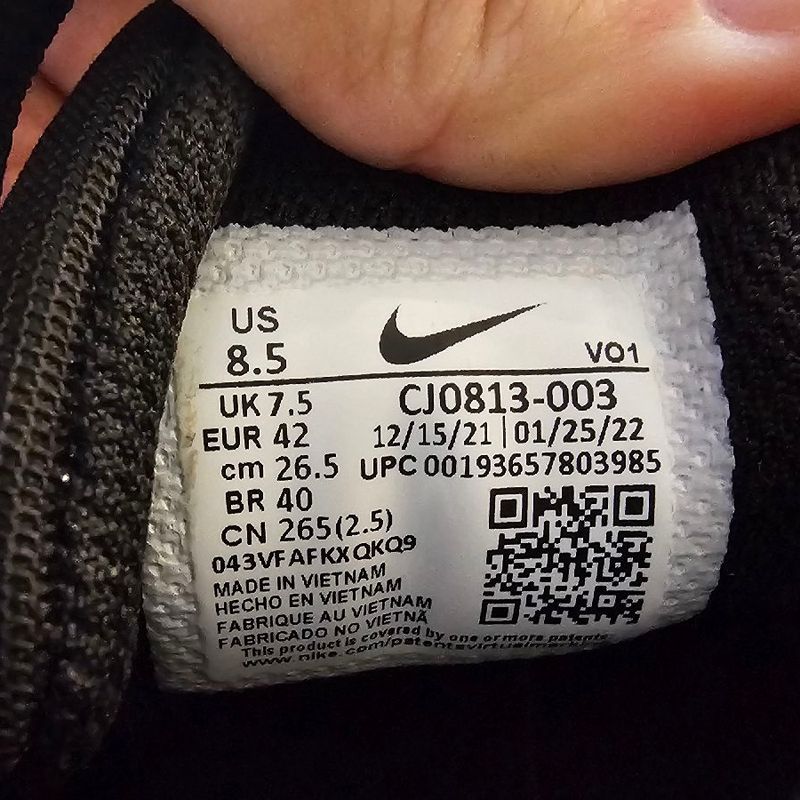 US
8.5
VO1
UK 7.5
CJ0813-003
EUR 42
12/15/21 | 01/25/22
cm 26.5
UPC 00193657803985
BR 40
CN 265(2.5)
043VFAFKXQKQ9
MADE IN VIETNAM
HECHO EN VIETNAM
FABRIQUE AU VIETNAM
FABRICADO NO VIETNÃ
This product is covered by one or more patents